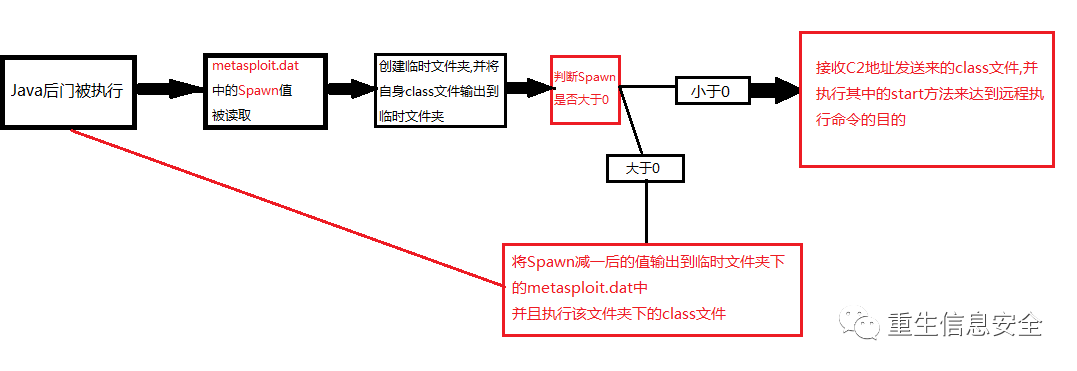 Java后门被执行
metasploit.dat
中的Spawn值
被读取
创建临时文件夹,并将
自身class文件输出到
临时文件夹
判断Spawn
是否大于0
小于0
接收C2地址发送来的class文件,并
执行其中的start方法来达到远程执
行命令的目的
大于0
将Spawn减一后的值输出到临时文件夹下
的metasploit.dat中
并且执行该文件夹下的class文件
重生信息安全